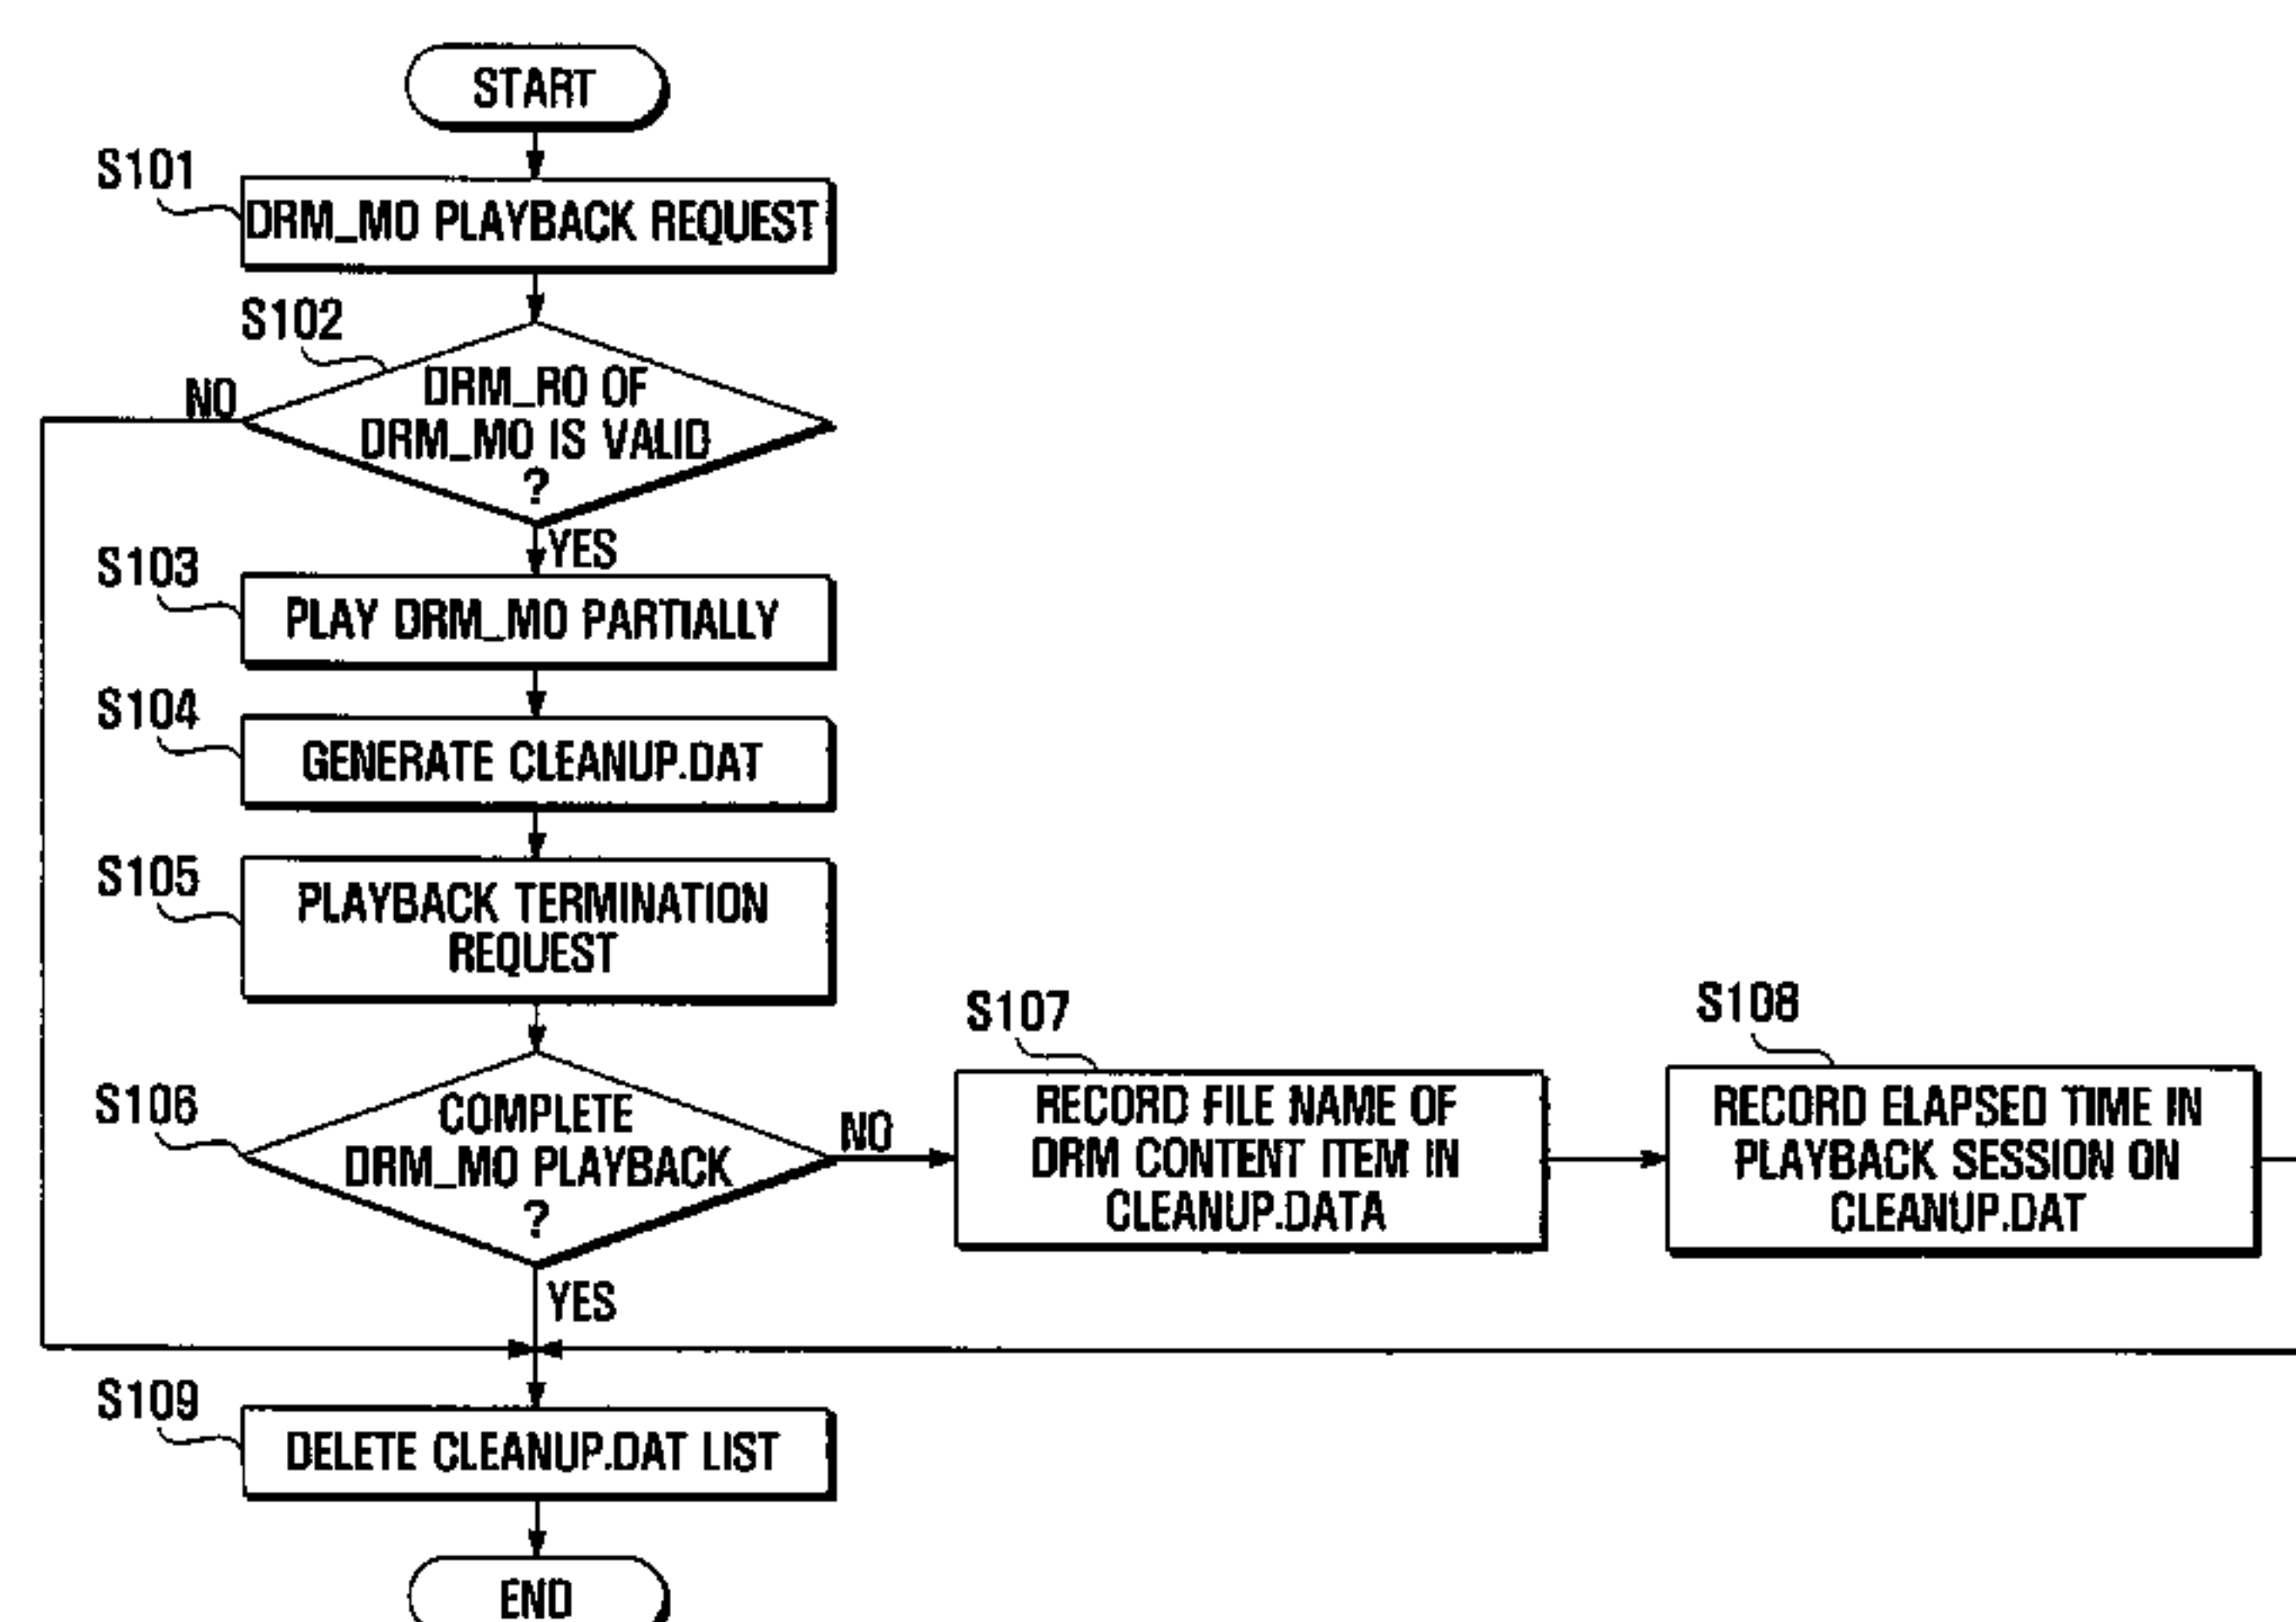 START
S101
DRM_MO PLAYBACK REQUEST
S102
NO
DRM_RO OF
DRM_MO IS VALID
?
YES
S103
PLAY DRM_MO PARTIALLY
S104
GENERATE CLEANUP.DAT
S105
PLAYBACK TERMINATION
REQUEST
S106
COMPLETE
DRM_MO PLAYBACK
?
NO
YES
S107
RECORD FILE NAME OF
DRM CONTENT ITEM IN
CLEANUP.DATA
S108
RECORD ELAPSED TIME IN
PLAYBACK SESSION ON
CLEANUP.DAT
S109
DELETE CLEANUP.DAT LIST
END